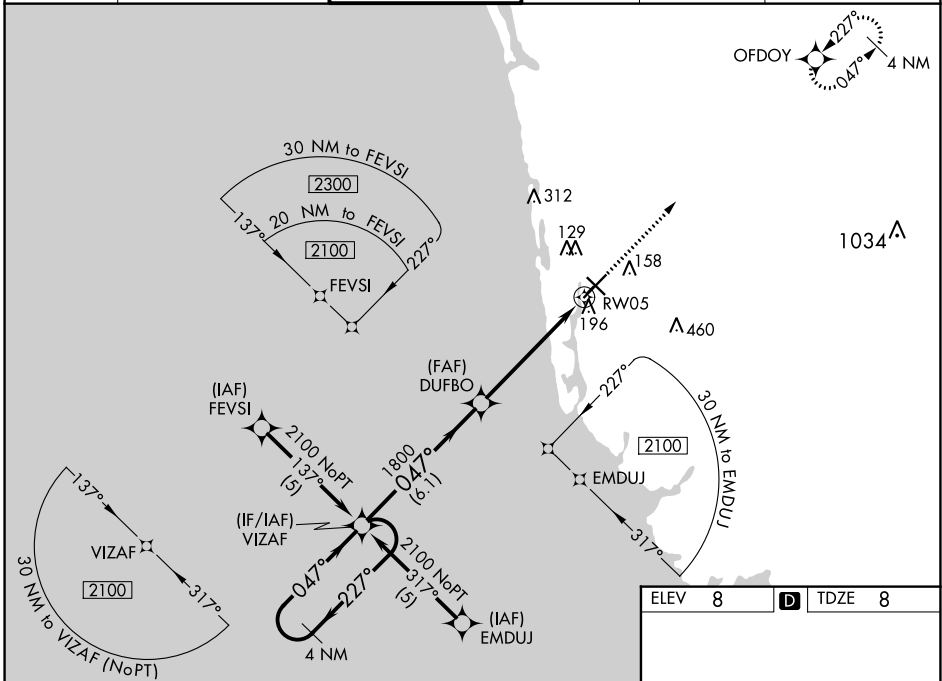 OFDOY
227°
047°
4 NM
30 NM to FEVSI
2300
20 NM to FEVSI
2100
137°
227°
FEVSI
312
129
158
1034
RW05
196
460
(FAF)
DUFBO
(IAF)
FEVSI
2100 NoPT
137°
(5)
1800
047°
(6.1)
227°
30 NM to EMDUJ
2100
EMDUJ
317°
(IF/IAF)
VIZAF
137°
VIZAF
2100
317°
30 NM to VIZAF (NoPT)
047°
227°
4 NM
2100 NoPT
317°
(5)
(IAF)
EMDUJ
ELEV 8 D TDZE 8